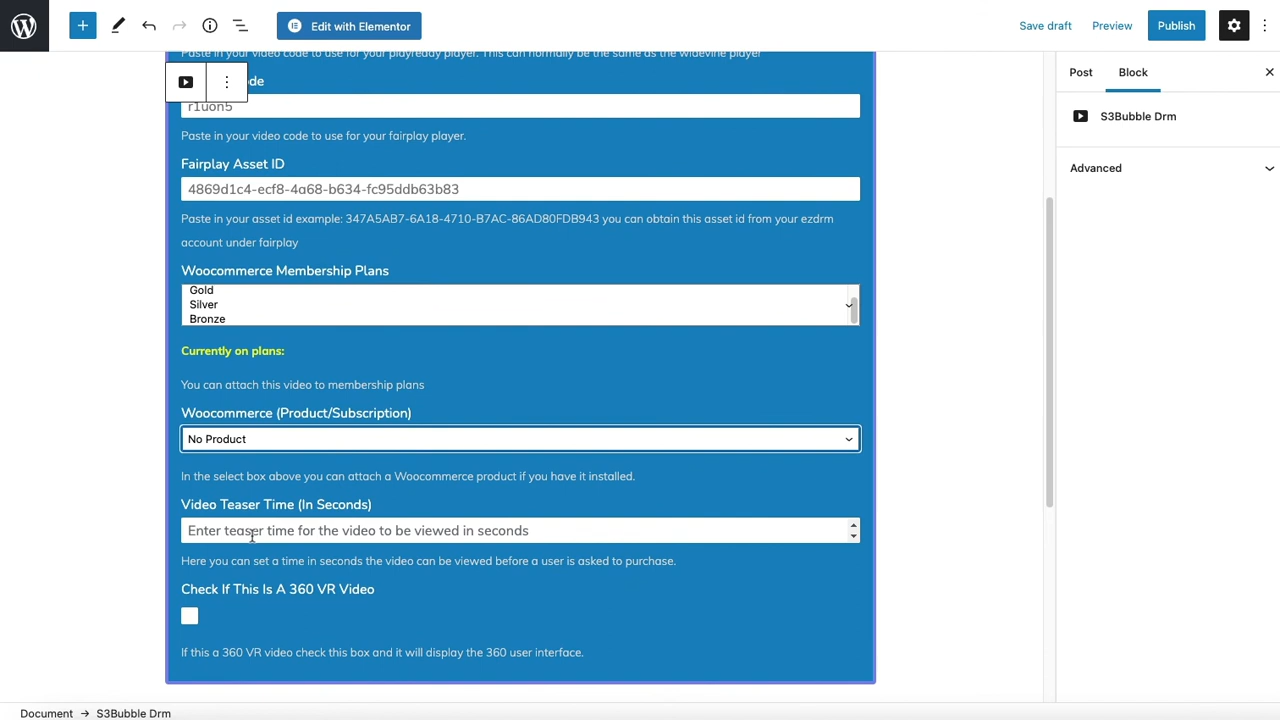 Edit with Elementor
Save draft
Preview
Publish
Paste in your video code to use for playready player. This can normally be the same as the widevine player
ode
r1uon5
Paste in your video code to use for your fairplay player.
Fairplay Asset ID
4869d1c4-ecf8-4a68-b634-fc95ddb63b83
Paste in your asset id example: 347A5AB7-6A18-4710-B7AC-86AD80FDB943 you can obtain this asset id from your ezdrm
account under fairplay
Woocommerce Membership Plans
Gold
Silver
Bronze
Currently on plans:
You can attach this video to membership plans
Woocommerce (Product/Subscription)
No Product
In the select box above you can attach a Woocommerce product if you have it installed.
Video Teaser Time (In Seconds)
Enter teaser time for the video to be viewed in seconds
Here you can set a time in seconds the video can be viewed before a user is asked to purchase.
Check If This Is A 360 VR Video
If this a 360 VR video check this box and it will display the 360 user interface.
Post
Block
S3Bubble Drm
Advanced
Document → S3Bubble Drm